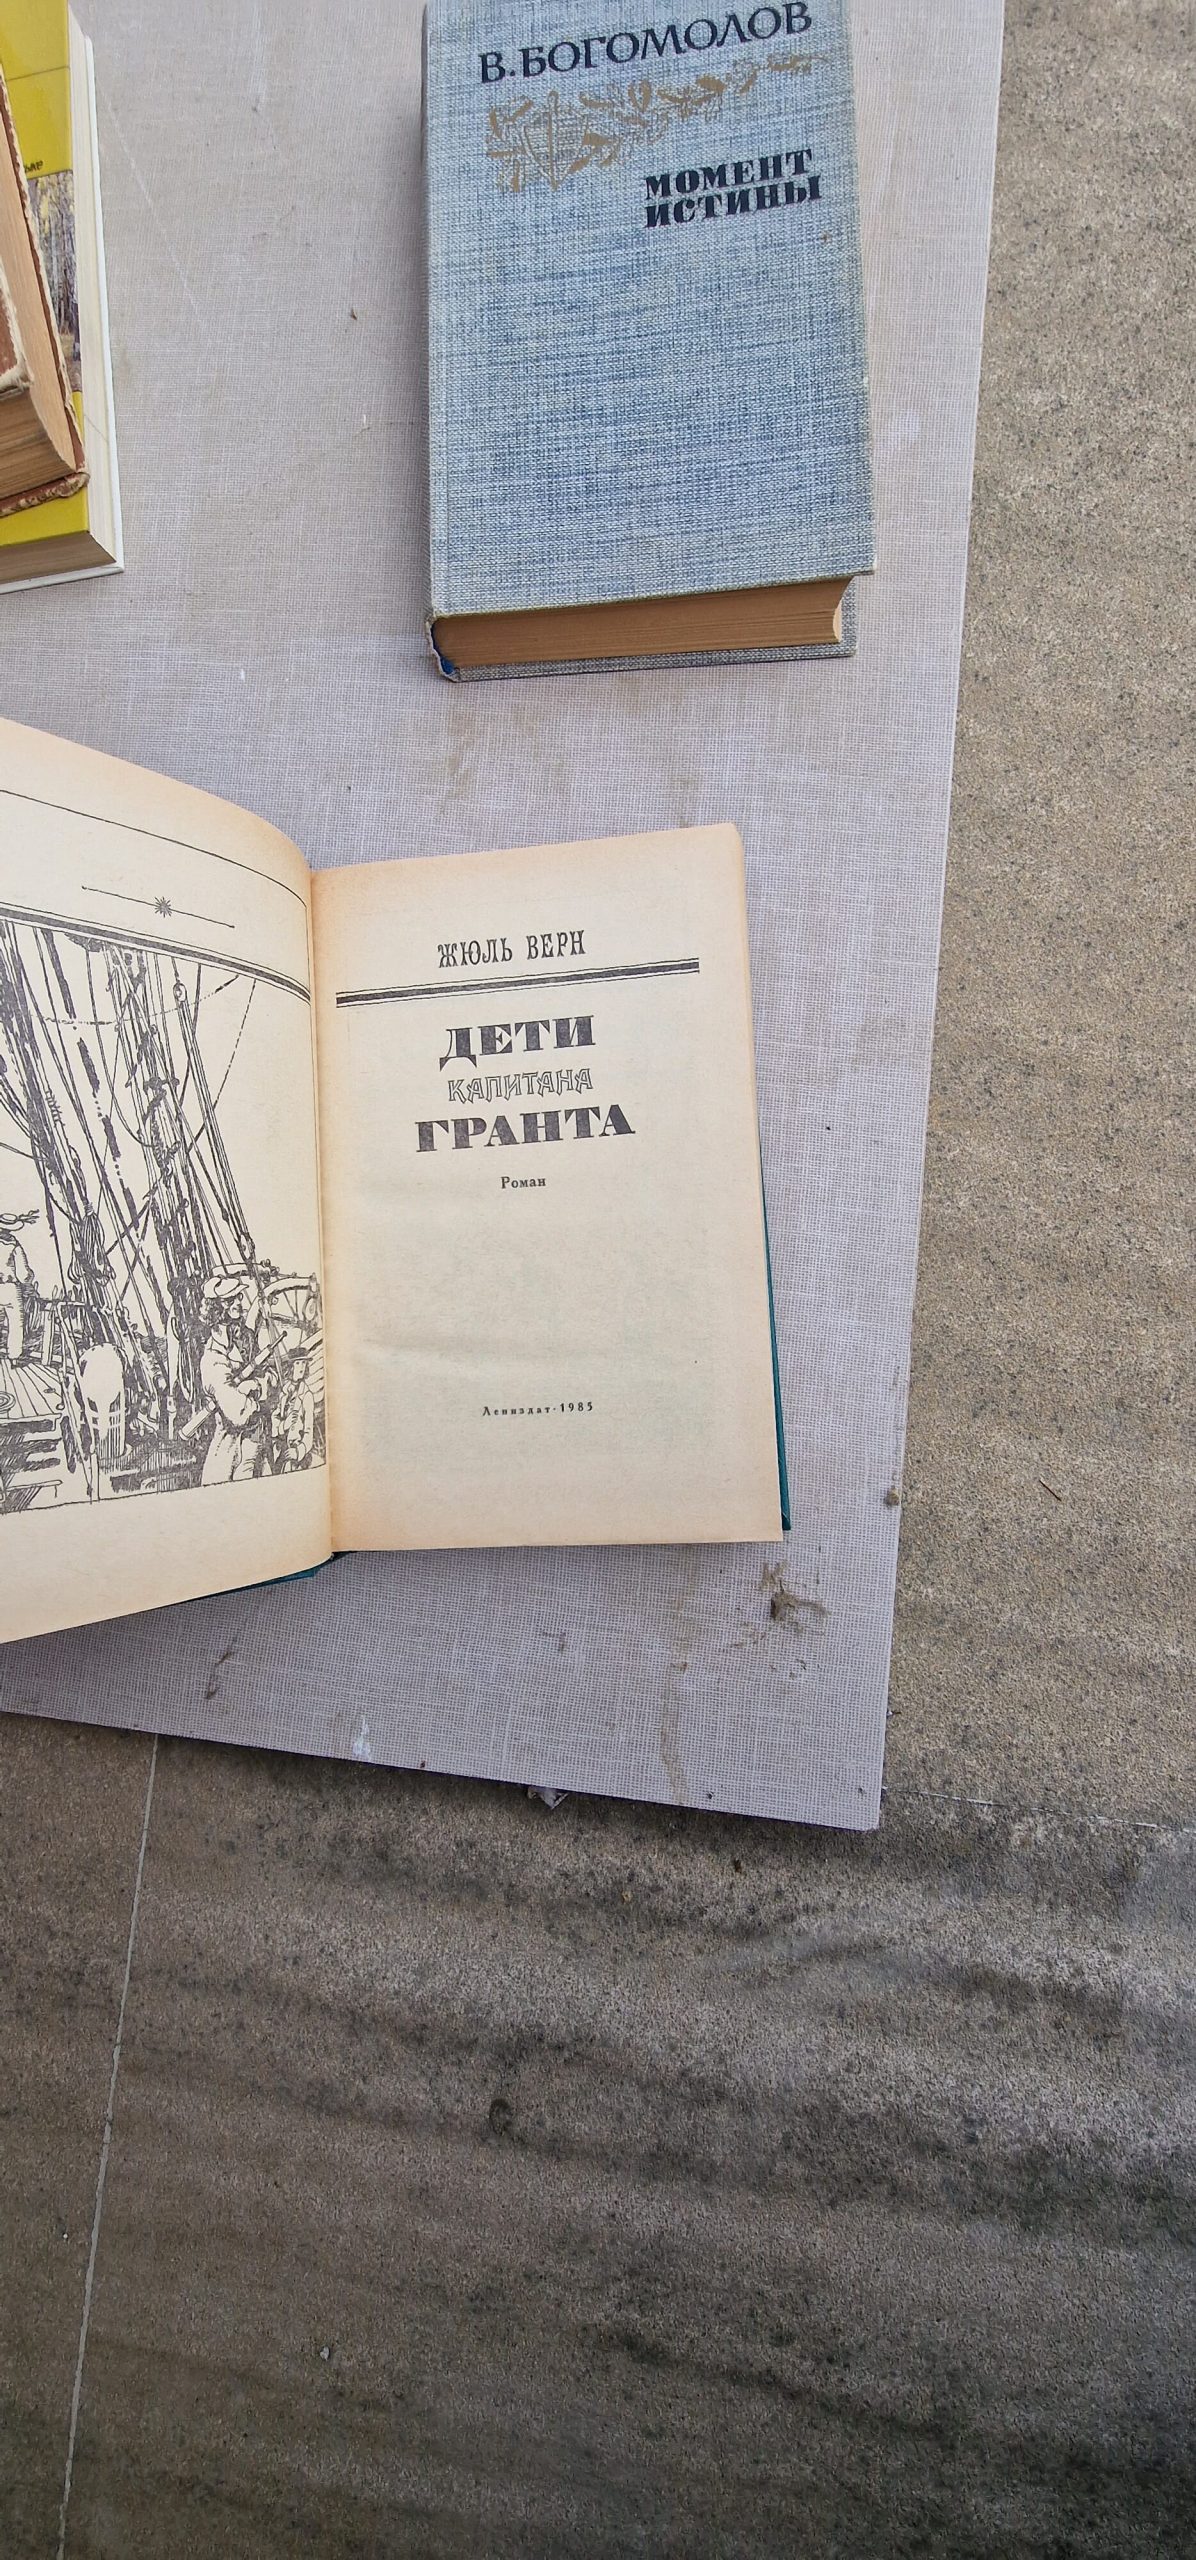 В. БОГОМОЛОВ
МОМЕНТ
ИСТИНЫ
ЖЮЛЬ ВЕРН
ДЕТИ
КАПИТАНА
ГРАНТА
Роман
Лениздат · 1985